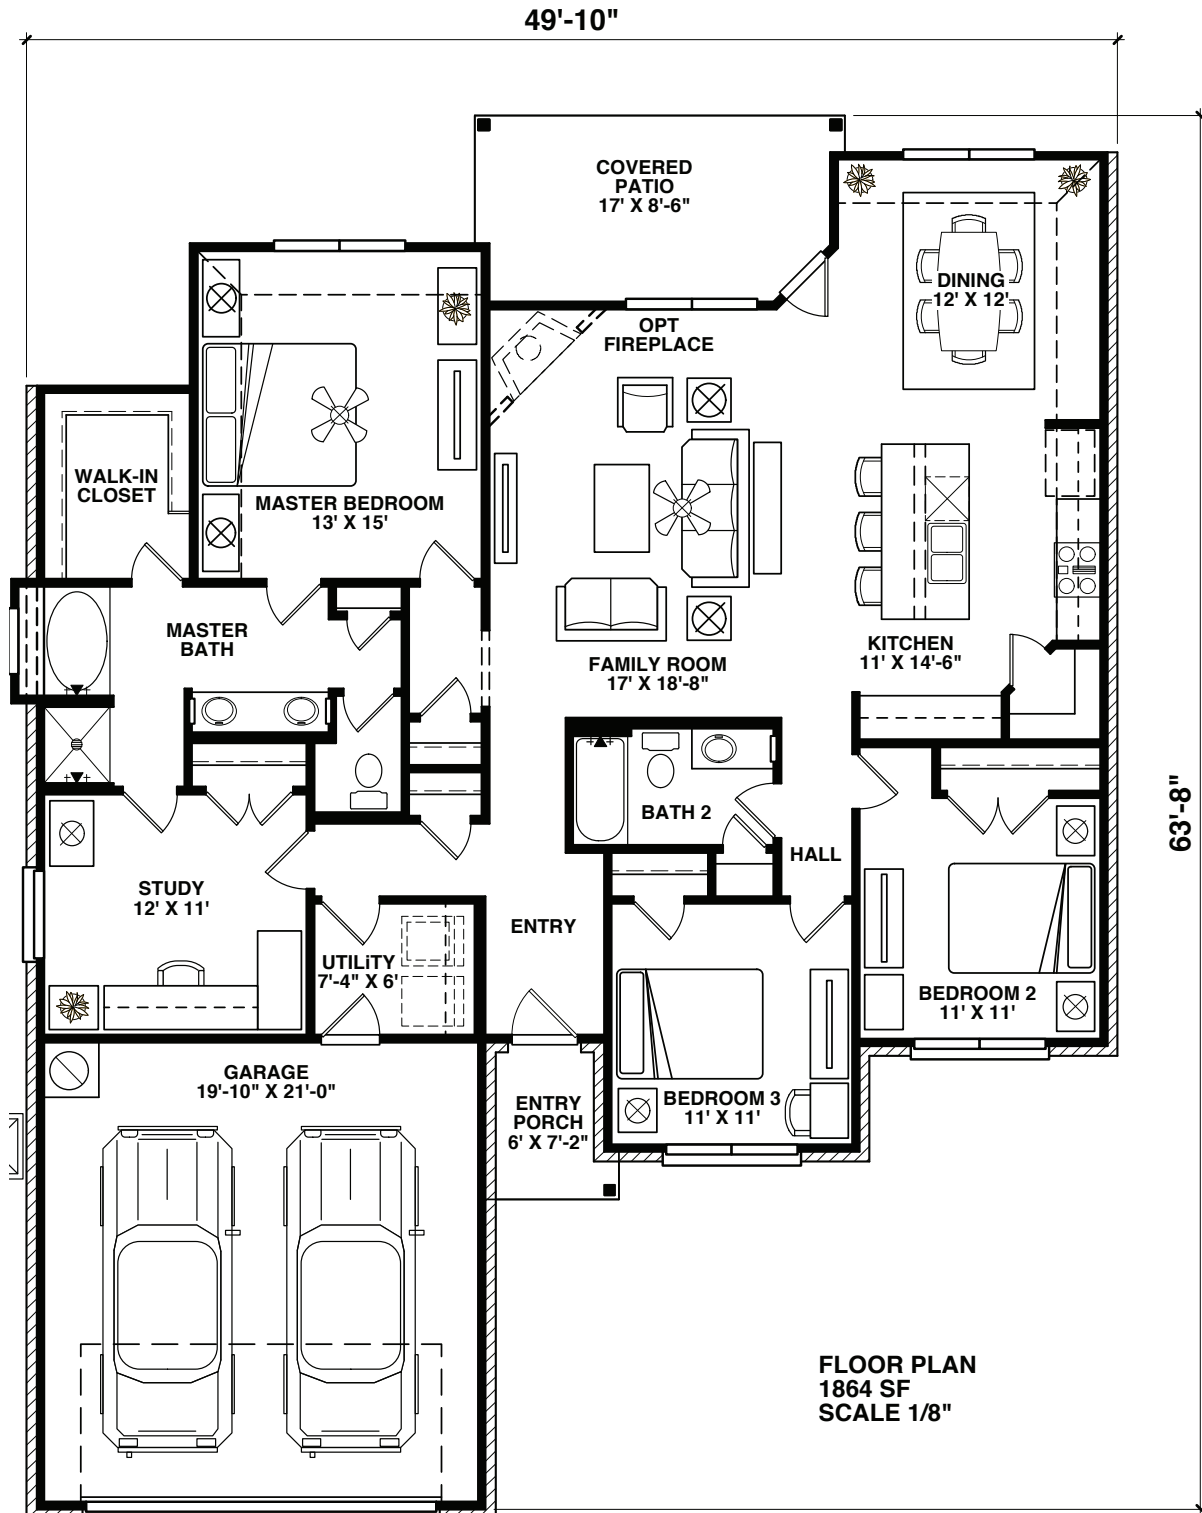 49'-10"
COVERED
PATIO
17' X 8'-6"
DINING
12' X 12'
OPT
FIREPLACE
WALK-IN
CLOSET
MASTER BEDROOM
13' X 15'
MASTER
BATH
KITCHEN
11' X 14'-6"
FAMILY ROOM
17' X 18'-8"
63'-8"
BATH 2
HALL
STUDY
12' X 11'
ENTRY
UTILiTY
7'-4" X 6'
BEDROOM 2
11' X 11'
GARAGE
19'-10" X 21'-0"
ENTRY
PORCH
6' X 7'-2"
BEDROOM 3
11' X 11'
FLOOR PLAN
1864 SF
SCALE 1/8"